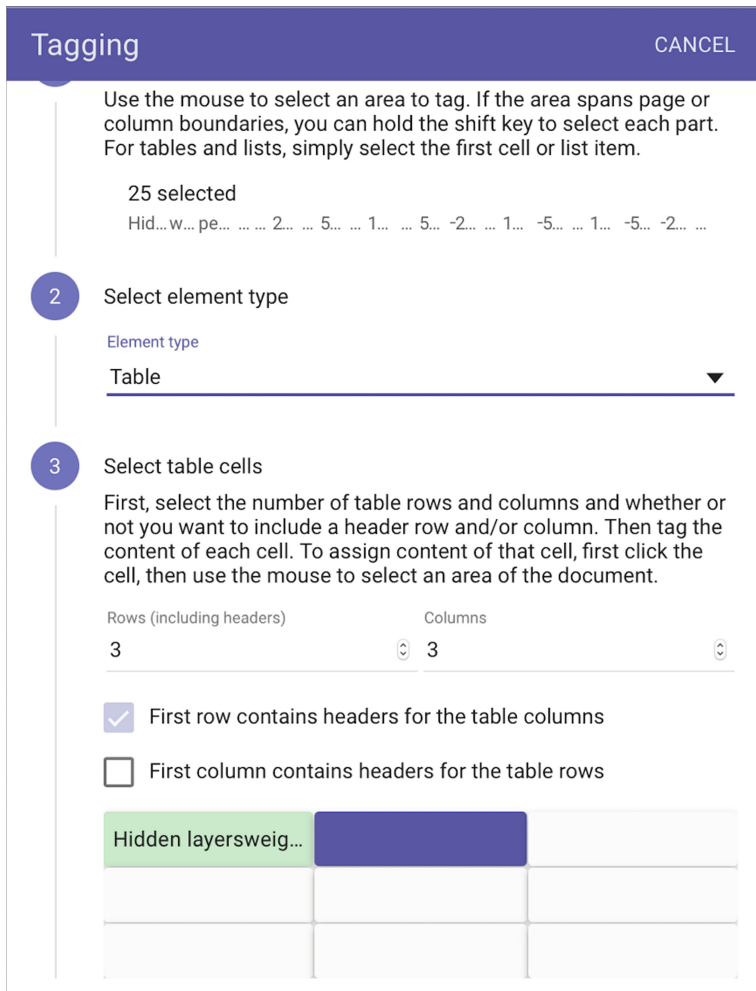 Tagging
CANCEL
Use the mouse to select an area to tag. If the area spans page or
column boundaries, you can hold the shift key to select each part.
For tables and lists, simply select the first cell or list item.
25 selected
Hid... w... pe... ... ... 2... ... 5... ... 1... ... 5... -2... ... 1... -5... ... 1... -5... -2... ...
2
Select element type
Element type
Table
3
Select table cells
First, select the number of table rows and columns and whether or
not you want to include a header row and/or column. Then tag the
content of each cell. To assign content of that cell, first click the
cell, then use the mouse to select an area of the document.
Rows (including headers)
Columns
3
3
First row contains headers for the table columns
First column contains headers for the table rows
Hidden layersweig...